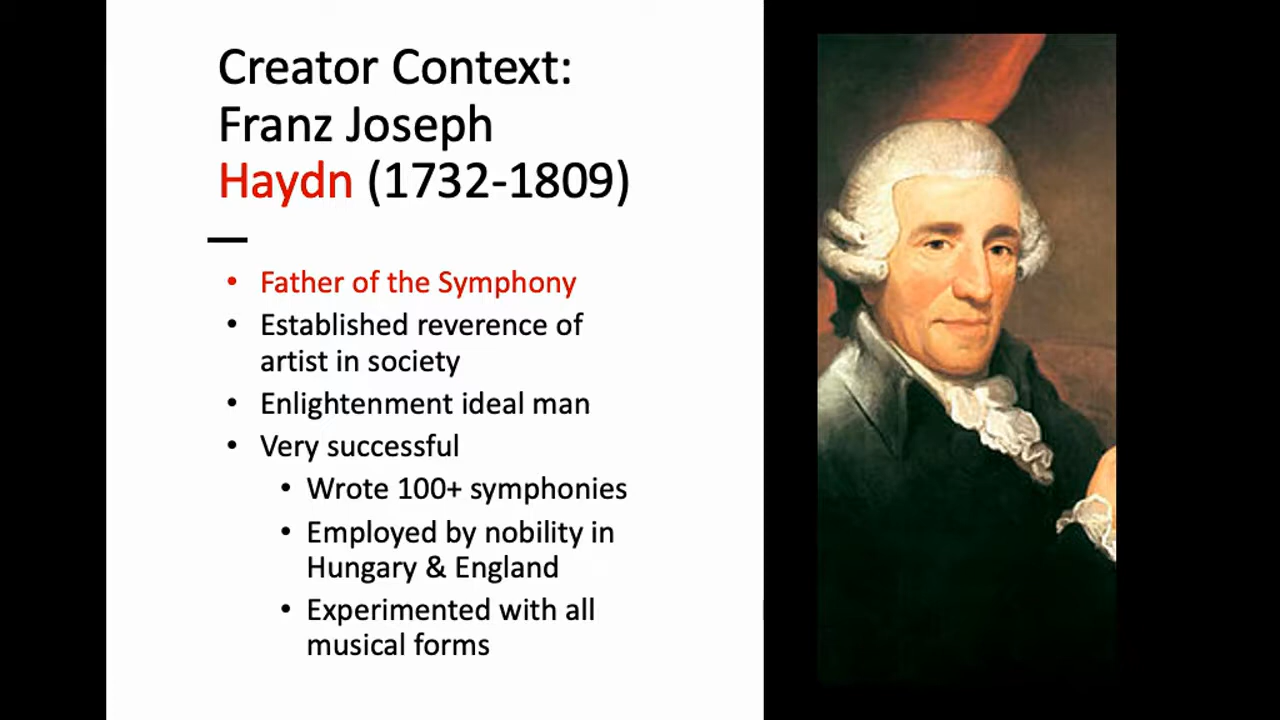 Creator Context:
Franz Joseph
Haydn (1732-1809)
• Father of the Symphony
• Established reverence of
artist in society
• Enlightenment ideal man
• Very successful
• Wrote 100+ symphonies
• Employed by nobility in
Hungary & England
• Experimented with all
musical forms